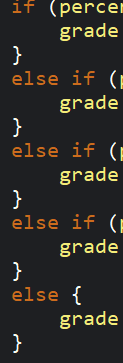 if (percen
    grade
}
else if (p
    grade
}
else if (p
    grade
}
else if (p
    grade
}
else {
    grade
}